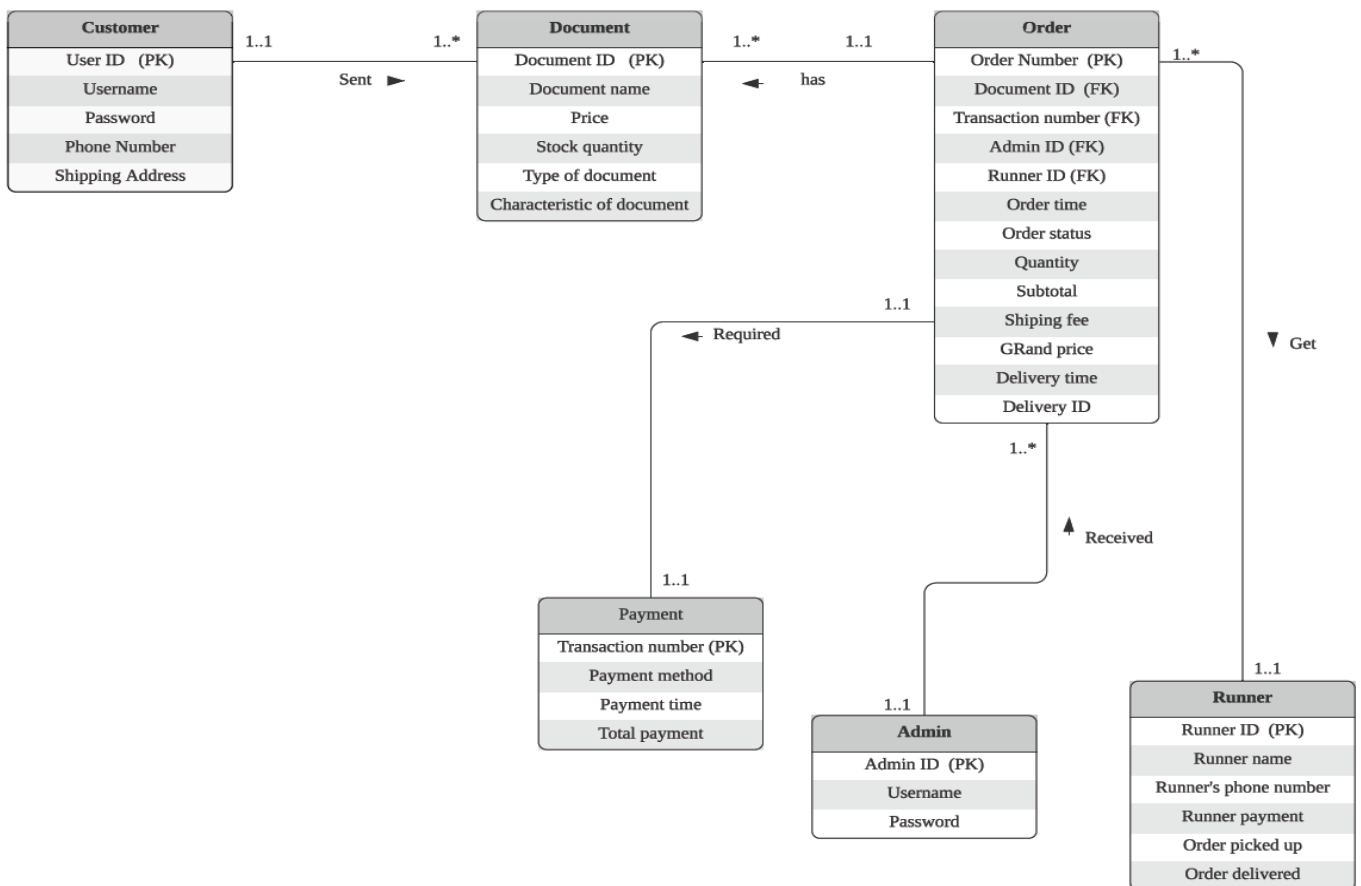 Customer
User ID (PK)
Username
Password
Phone Number
Shipping Address
1..1
1..*
Sent
Document
Document ID (PK)
Document name
Price
Stock quantity
Type of document
Characteristic of document
1..*
1..1
has
Order
Order Number (PK)
Document ID (FK)
Transaction number (FK)
Admin ID (FK)
Runner ID (FK)
Order time
Order status
Quantity
Subtotal
Shiping fee
GRand price
Delivery time
Delivery ID
1..*
Get
1..1
1..1
Required
1..1
Payment
Transaction number (PK)
Payment method
Payment time
Total payment
1..*
Received
1..1
Admin
Admin ID (PK)
Username
Password
Runner
Runner ID (PK)
Runner name
Runner's phone number
Runner payment
Order picked up
Order delivered